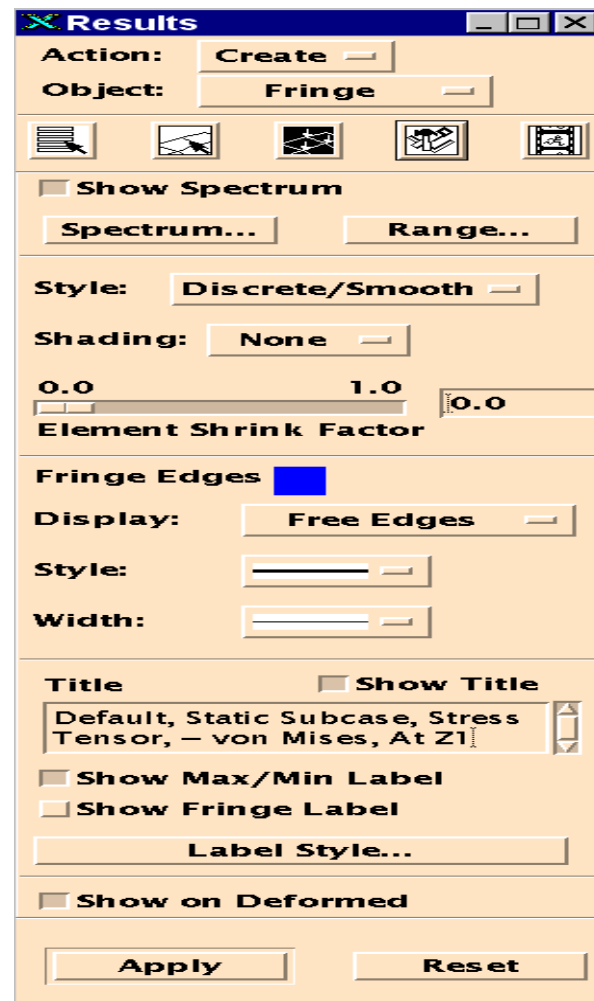 Results
Action: Create
Object: Fringe
Show Spectrum
Spectrum... Range...
Style: Discrete/Smooth
Shading: None
0.0 1.0 0.0
Element Shrink Factor
Fringe Edges
Display: Free Edges
Style:
Width:
Title Show Title
Default, Static Subcase, Stress
Tensor, – von Mises, At Z1
Show Max/Min Label
Show Fringe Label
Label Style...
Show on Deformed
Apply Reset